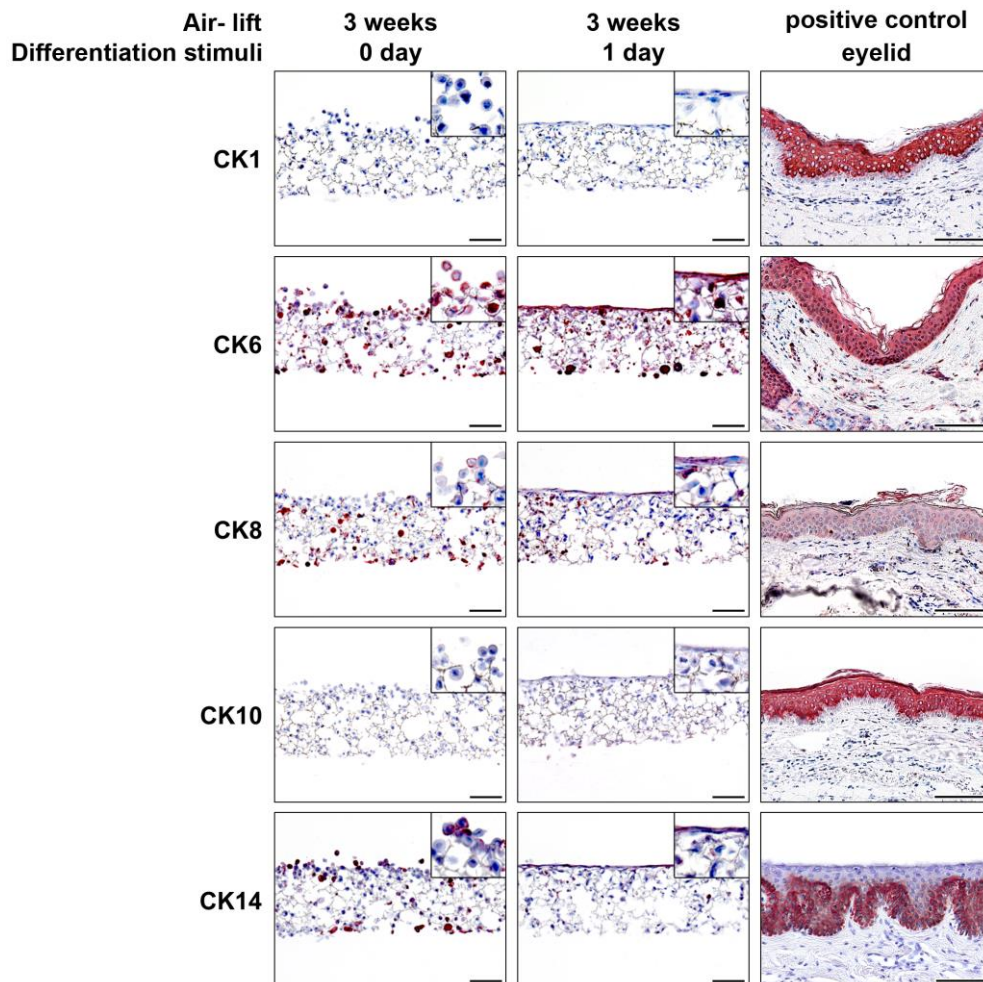 Air- lift 3 weeks 3 weeks positive control
Differentiation stimuli 0 day 1 day eyelid
CK1
CK6
CK8
CK10
CK14